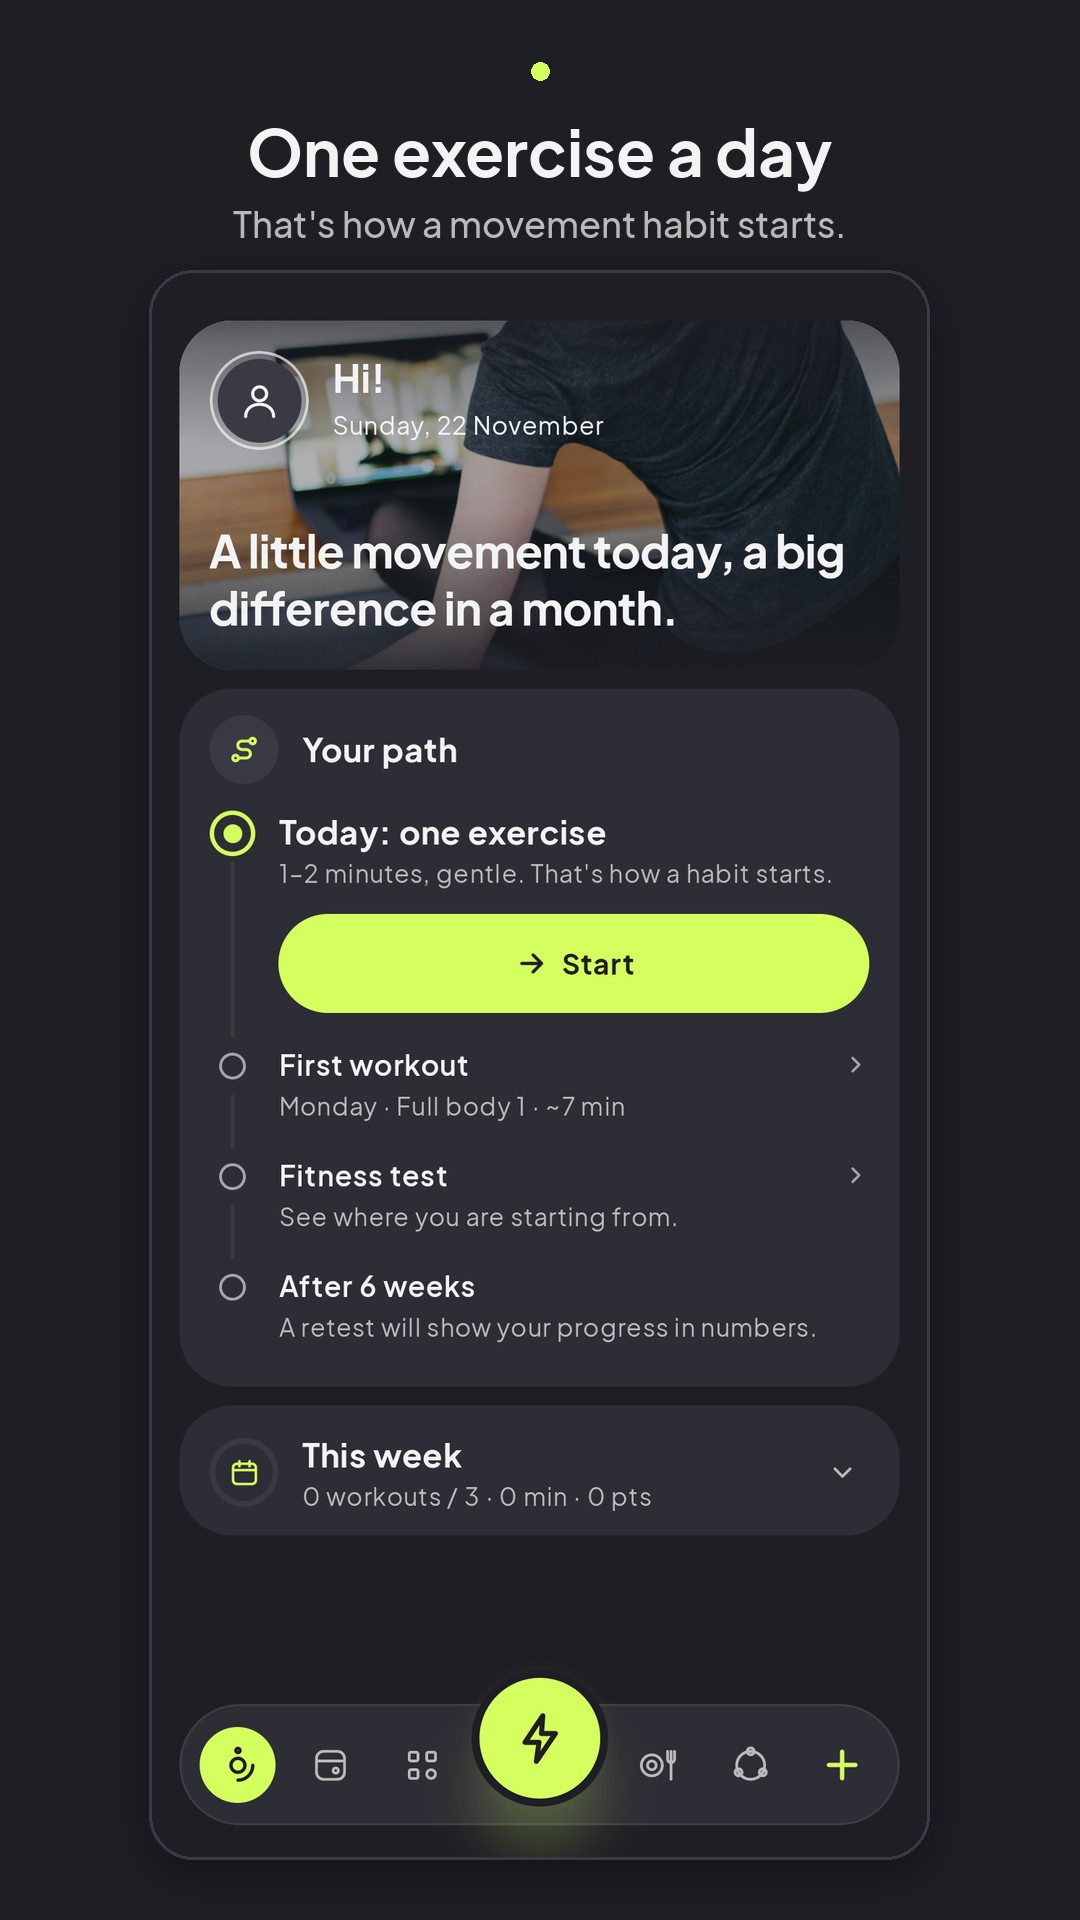 One exercise a day
That's how a movement habit starts.
Hi!
Sunday, 22 November
A little movement today, a big
difference in a month.
Your path
Today: one exercise
1–2 minutes, gentle. That's how a habit starts.
→ Start
First workout
Monday · Full body 1 · ~7 min
Fitness test
See where you are starting from.
After 6 weeks
A retest will show your progress in numbers.
This week
0 workouts / 3 · 0 min · 0 pts